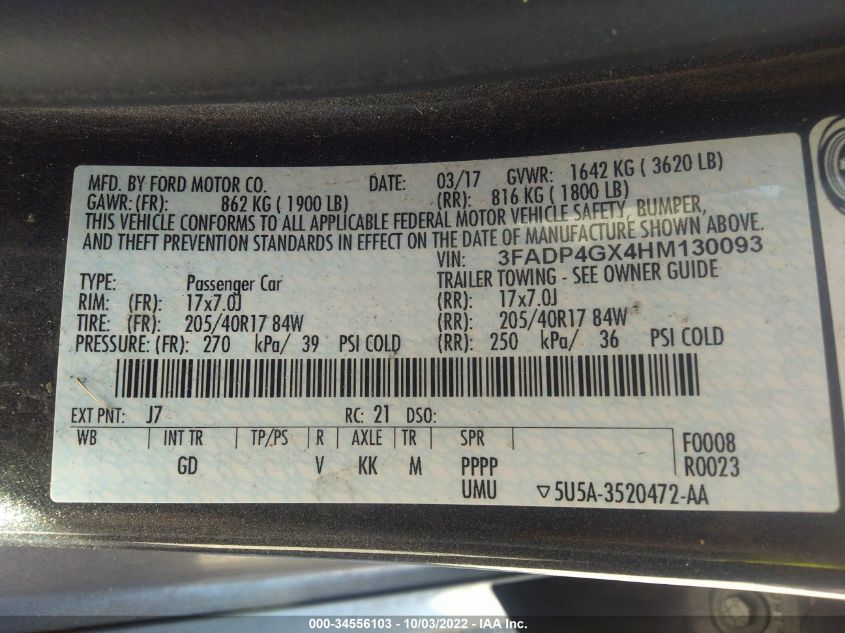 MFD. BY FORD MOTOR CO. DATE: 03/17 GVWR: 1642 KG ( 3620 LB)
GAWR: (FR): 862 KG ( 1900 LB) (RR): 816 KG ( 1800 LB)
THIS VEHICLE CONFORMS TO ALL APPLICABLE FEDERAL MOTOR VEHICLE SAFETY, BUMPER,
AND THEFT PREVENTION STANDARDS IN EFFECT ON THE DATE OF MANUFACTURE SHOWN ABOVE.
VIN: 3FADP4GX4HM130093
TYPE: Passenger Car TRAILER TOWING - SEE OWNER GUIDE
RIM: (FR): 17x7.0J (RR): 17x7.0J
TIRE: (FR): 205/40R17 84W (RR): 205/40R17 84W
PRESSURE: (FR): 270 kPa/ 39 PSI COLD (RR): 250 kPa/ 36 PSI COLD
EXT PNT: J7 RC: 21 DSO:
WB INT TR TP/PS R AXLE TR SPR F0008
GD V KK M PPPP R0023
UMU ▽5U5A-3520472-AA
000-34556103 - 10/03/2022 - IAA Inc.